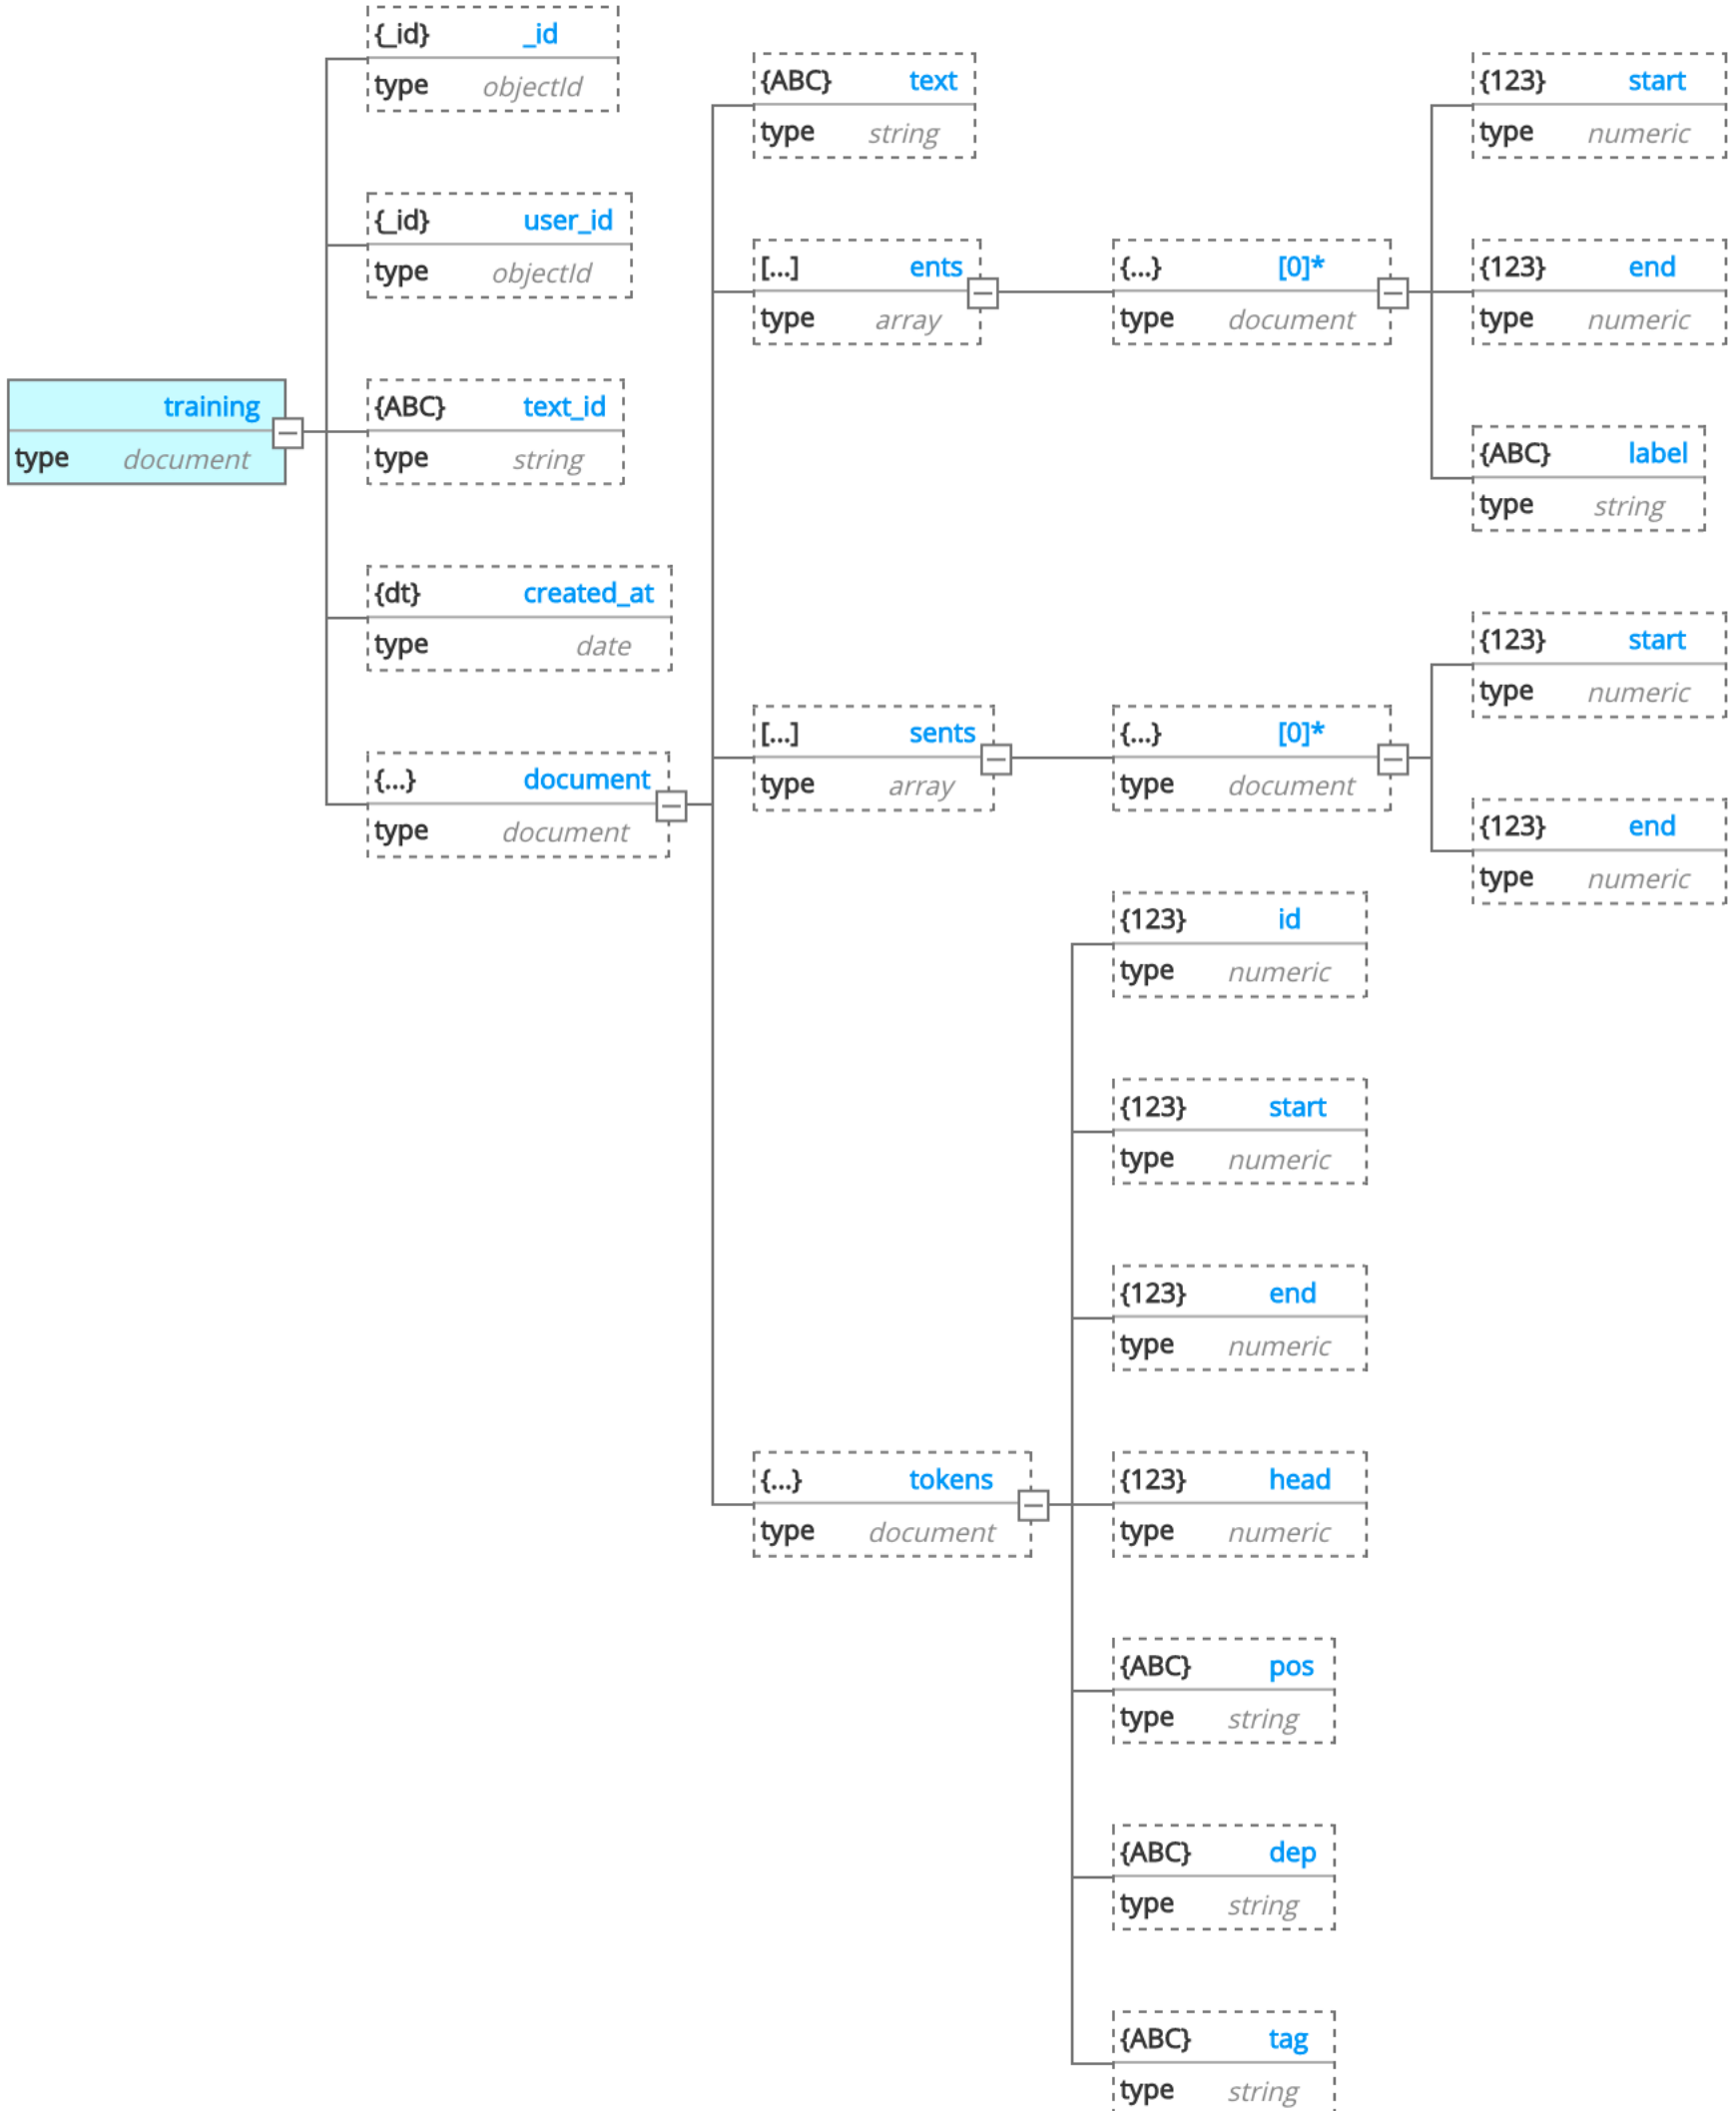 {_id} _id
type objectId
{_id} user_id
type objectId
training
type document
{ABC} text_id
type string
{dt} created_at
type date
{...} document
type document
{ABC} text
type string
[...] ents
type array
{...} [0]*
type document
{123} start
type numeric
{123} end
type numeric
{ABC} label
type string
[...] sents
type array
{...} [0]*
type document
{123} start
type numeric
{123} end
type numeric
{...} tokens
type document
{123} id
type numeric
{123} start
type numeric
{123} end
type numeric
{123} head
type numeric
{ABC} pos
type string
{ABC} dep
type string
{ABC} tag
type string